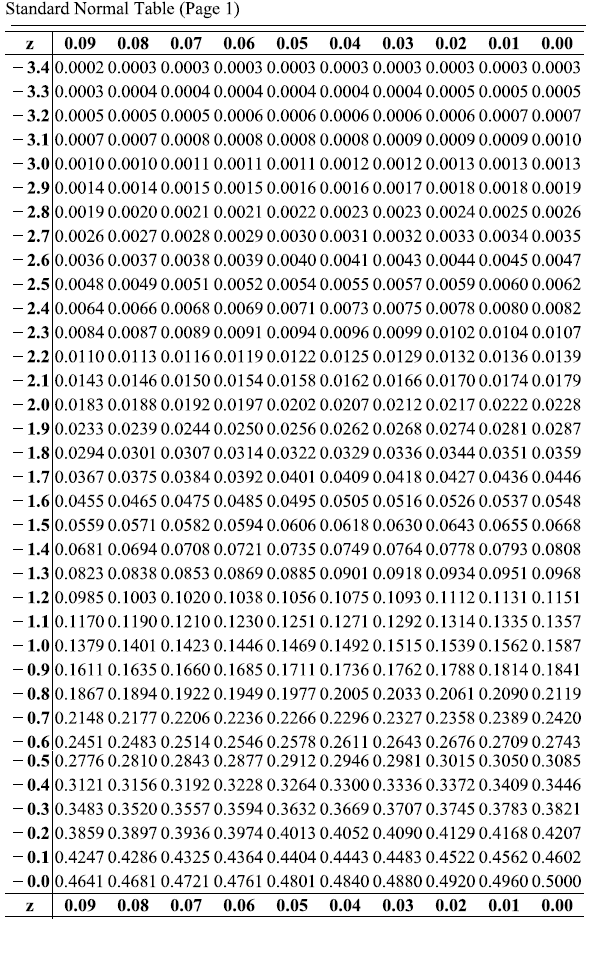 Standard Normal Table (Page 1)
z 0.09 0.08 0.07 0.06 0.05 0.04 0.03 0.02 0.01 0.00
− 3.4 0.0002 0.0003 0.0003 0.0003 0.0003 0.0003 0.0003 0.0003 0.0003 0.0003
− 3.3 0.0003 0.0004 0.0004 0.0004 0.0004 0.0004 0.0004 0.0005 0.0005 0.0005
− 3.2 0.0005 0.0005 0.0005 0.0006 0.0006 0.0006 0.0006 0.0006 0.0007 0.0007
− 3.1 0.0007 0.0007 0.0008 0.0008 0.0008 0.0008 0.0009 0.0009 0.0009 0.0010
− 3.0 0.0010 0.0010 0.0011 0.0011 0.0011 0.0012 0.0012 0.0013 0.0013 0.0013
− 2.9 0.0014 0.0014 0.0015 0.0015 0.0016 0.0016 0.0017 0.0018 0.0018 0.0019
− 2.8 0.0019 0.0020 0.0021 0.0021 0.0022 0.0023 0.0023 0.0024 0.0025 0.0026
− 2.7 0.0026 0.0027 0.0028 0.0029 0.0030 0.0031 0.0032 0.0033 0.0034 0.0035
− 2.6 0.0036 0.0037 0.0038 0.0039 0.0040 0.0041 0.0043 0.0044 0.0045 0.0047
− 2.5 0.0048 0.0049 0.0051 0.0052 0.0054 0.0055 0.0057 0.0059 0.0060 0.0062
− 2.4 0.0064 0.0066 0.0068 0.0069 0.0071 0.0073 0.0075 0.0078 0.0080 0.0082
− 2.3 0.0084 0.0087 0.0089 0.0091 0.0094 0.0096 0.0099 0.0102 0.0104 0.0107
− 2.2 0.0110 0.0113 0.0116 0.0119 0.0122 0.0125 0.0129 0.0132 0.0136 0.0139
− 2.1 0.0143 0.0146 0.0150 0.0154 0.0158 0.0162 0.0166 0.0170 0.0174 0.0179
− 2.0 0.0183 0.0188 0.0192 0.0197 0.0202 0.0207 0.0212 0.0217 0.0222 0.0228
− 1.9 0.0233 0.0239 0.0244 0.0250 0.0256 0.0262 0.0268 0.0274 0.0281 0.0287
− 1.8 0.0294 0.0301 0.0307 0.0314 0.0322 0.0329 0.0336 0.0344 0.0351 0.0359
− 1.7 0.0367 0.0375 0.0384 0.0392 0.0401 0.0409 0.0418 0.0427 0.0436 0.0446
− 1.6 0.0455 0.0465 0.0475 0.0485 0.0495 0.0505 0.0516 0.0526 0.0537 0.0548
− 1.5 0.0559 0.0571 0.0582 0.0594 0.0606 0.0618 0.0630 0.0643 0.0655 0.0668
− 1.4 0.0681 0.0694 0.0708 0.0721 0.0735 0.0749 0.0764 0.0778 0.0793 0.0808
− 1.3 0.0823 0.0838 0.0853 0.0869 0.0885 0.0901 0.0918 0.0934 0.0951 0.0968
− 1.2 0.0985 0.1003 0.1020 0.1038 0.1056 0.1075 0.1093 0.1112 0.1131 0.1151
− 1.1 0.1170 0.1190 0.1210 0.1230 0.1251 0.1271 0.1292 0.1314 0.1335 0.1357
− 1.0 0.1379 0.1401 0.1423 0.1446 0.1469 0.1492 0.1515 0.1539 0.1562 0.1587
− 0.9 0.1611 0.1635 0.1660 0.1685 0.1711 0.1736 0.1762 0.1788 0.1814 0.1841
− 0.8 0.1867 0.1894 0.1922 0.1949 0.1977 0.2005 0.2033 0.2061 0.2090 0.2119
− 0.7 0.2148 0.2177 0.2206 0.2236 0.2266 0.2296 0.2327 0.2358 0.2389 0.2420
− 0.6 0.2451 0.2483 0.2514 0.2546 0.2578 0.2611 0.2643 0.2676 0.2709 0.2743
− 0.5 0.2776 0.2810 0.2843 0.2877 0.2912 0.2946 0.2981 0.3015 0.3050 0.3085
− 0.4 0.3121 0.3156 0.3192 0.3228 0.3264 0.3300 0.3336 0.3372 0.3409 0.3446
− 0.3 0.3483 0.3520 0.3557 0.3594 0.3632 0.3669 0.3707 0.3745 0.3783 0.3821
− 0.2 0.3859 0.3897 0.3936 0.3974 0.4013 0.4052 0.4090 0.4129 0.4168 0.4207
− 0.1 0.4247 0.4286 0.4325 0.4364 0.4404 0.4443 0.4483 0.4522 0.4562 0.4602
− 0.0 0.4641 0.4681 0.4721 0.4761 0.4801 0.4840 0.4880 0.4920 0.4960 0.5000
z 0.09 0.08 0.07 0.06 0.05 0.04 0.03 0.02 0.01 0.00